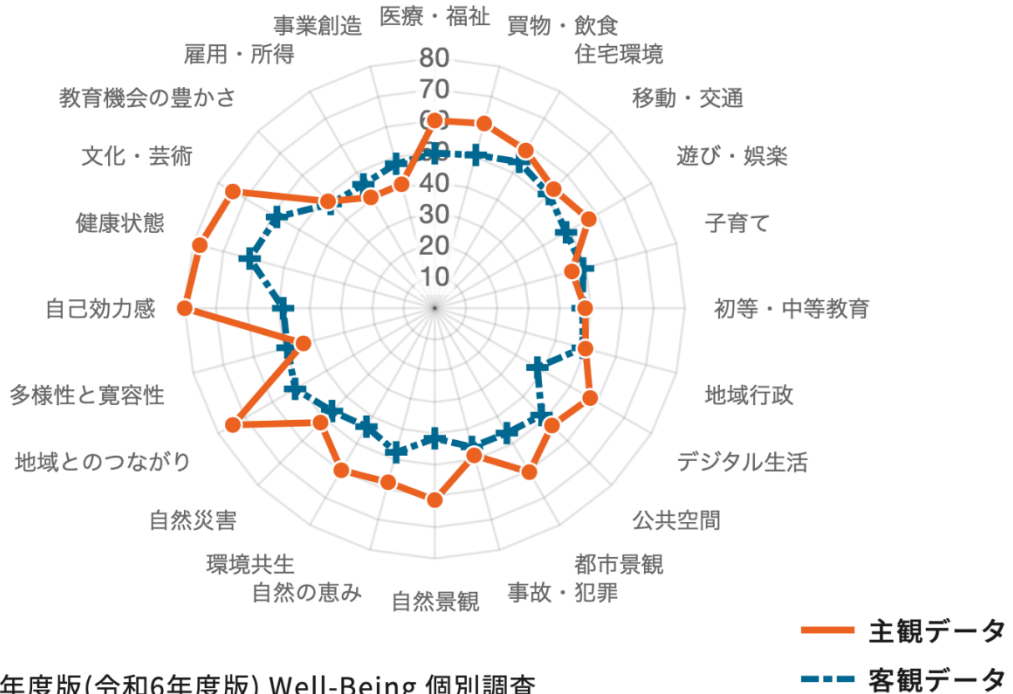 医療・福祉
買物・飲食
住宅環境
移動・交通
遊び・娯楽
子育て
初等・中等教育
地域行政
デジタル生活
公共空間
都市景観
事故・犯罪
自然景観
自然の恵み
環境共生
自然災害
地域とのつながり
多様性と寛容性
自己効力感
健康状態
文化・芸術
教育機会の豊かさ
雇用・所得
事業創造
80
70
60
50
40
30
20
10
主観データ
客観データ
年度版(令和6年度版) Well-Being 個別調査